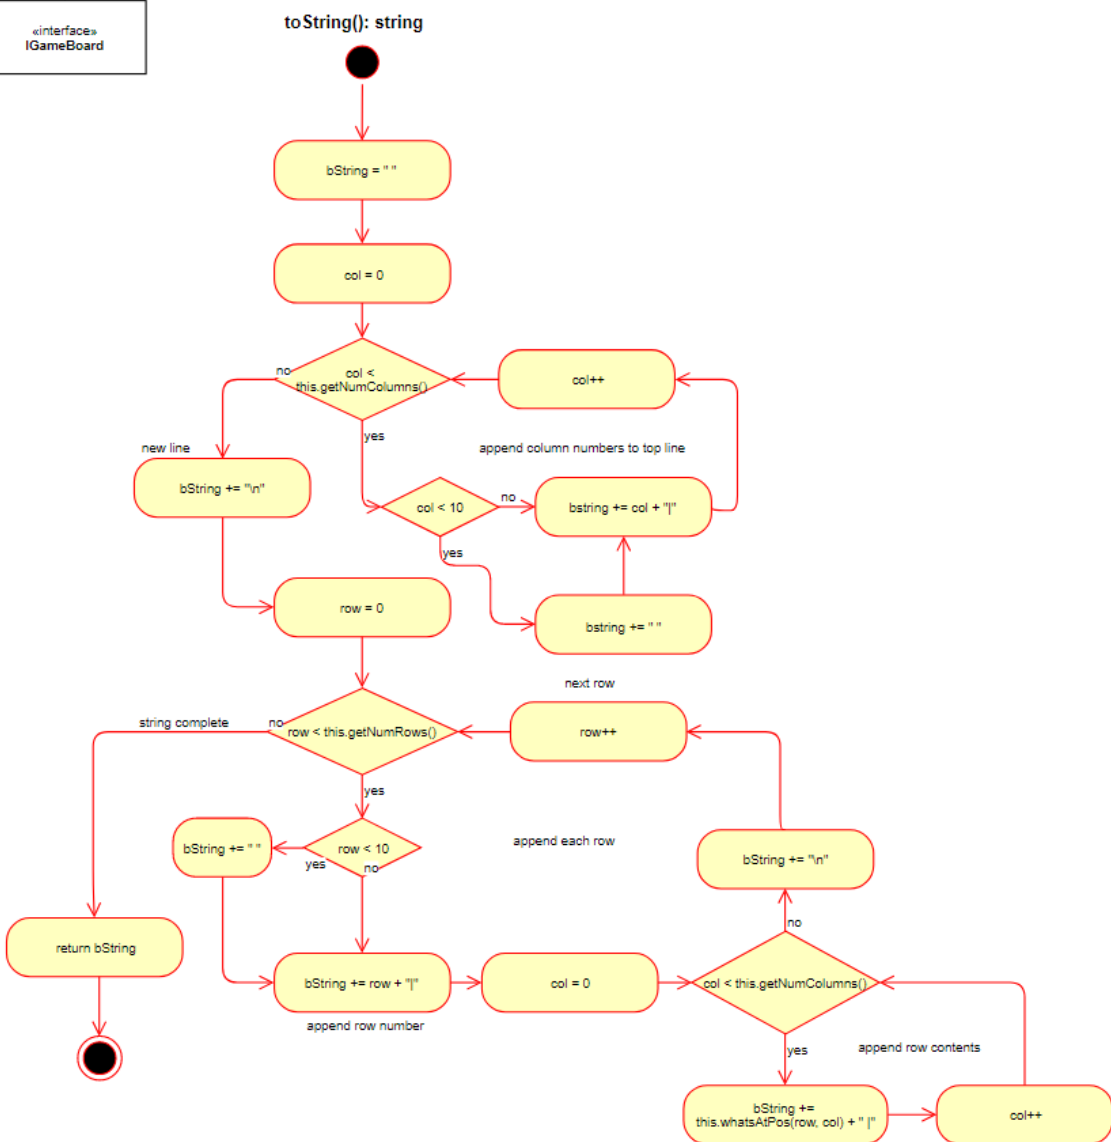 «interface»
IGameBoard
toString(): string
bString = " "
col = 0
no
col <
this.getNumColumns()
col++
yes
new line
append column numbers to top line
bString += "\n"
col < 10
no
bstring += col + "|"
yes
row = 0
bstring += " "
next row
string complete
no
row < this.getNumRows()
row++
yes
bString += " "
row < 10
append each row
yes
no
bString += "\n"
no
return bString
bString += row + "|"
col = 0
col < this.getNumColumns()
append row number
yes
append row contents
bString +=
this.whatsAtPos(row, col) + " |"
col++